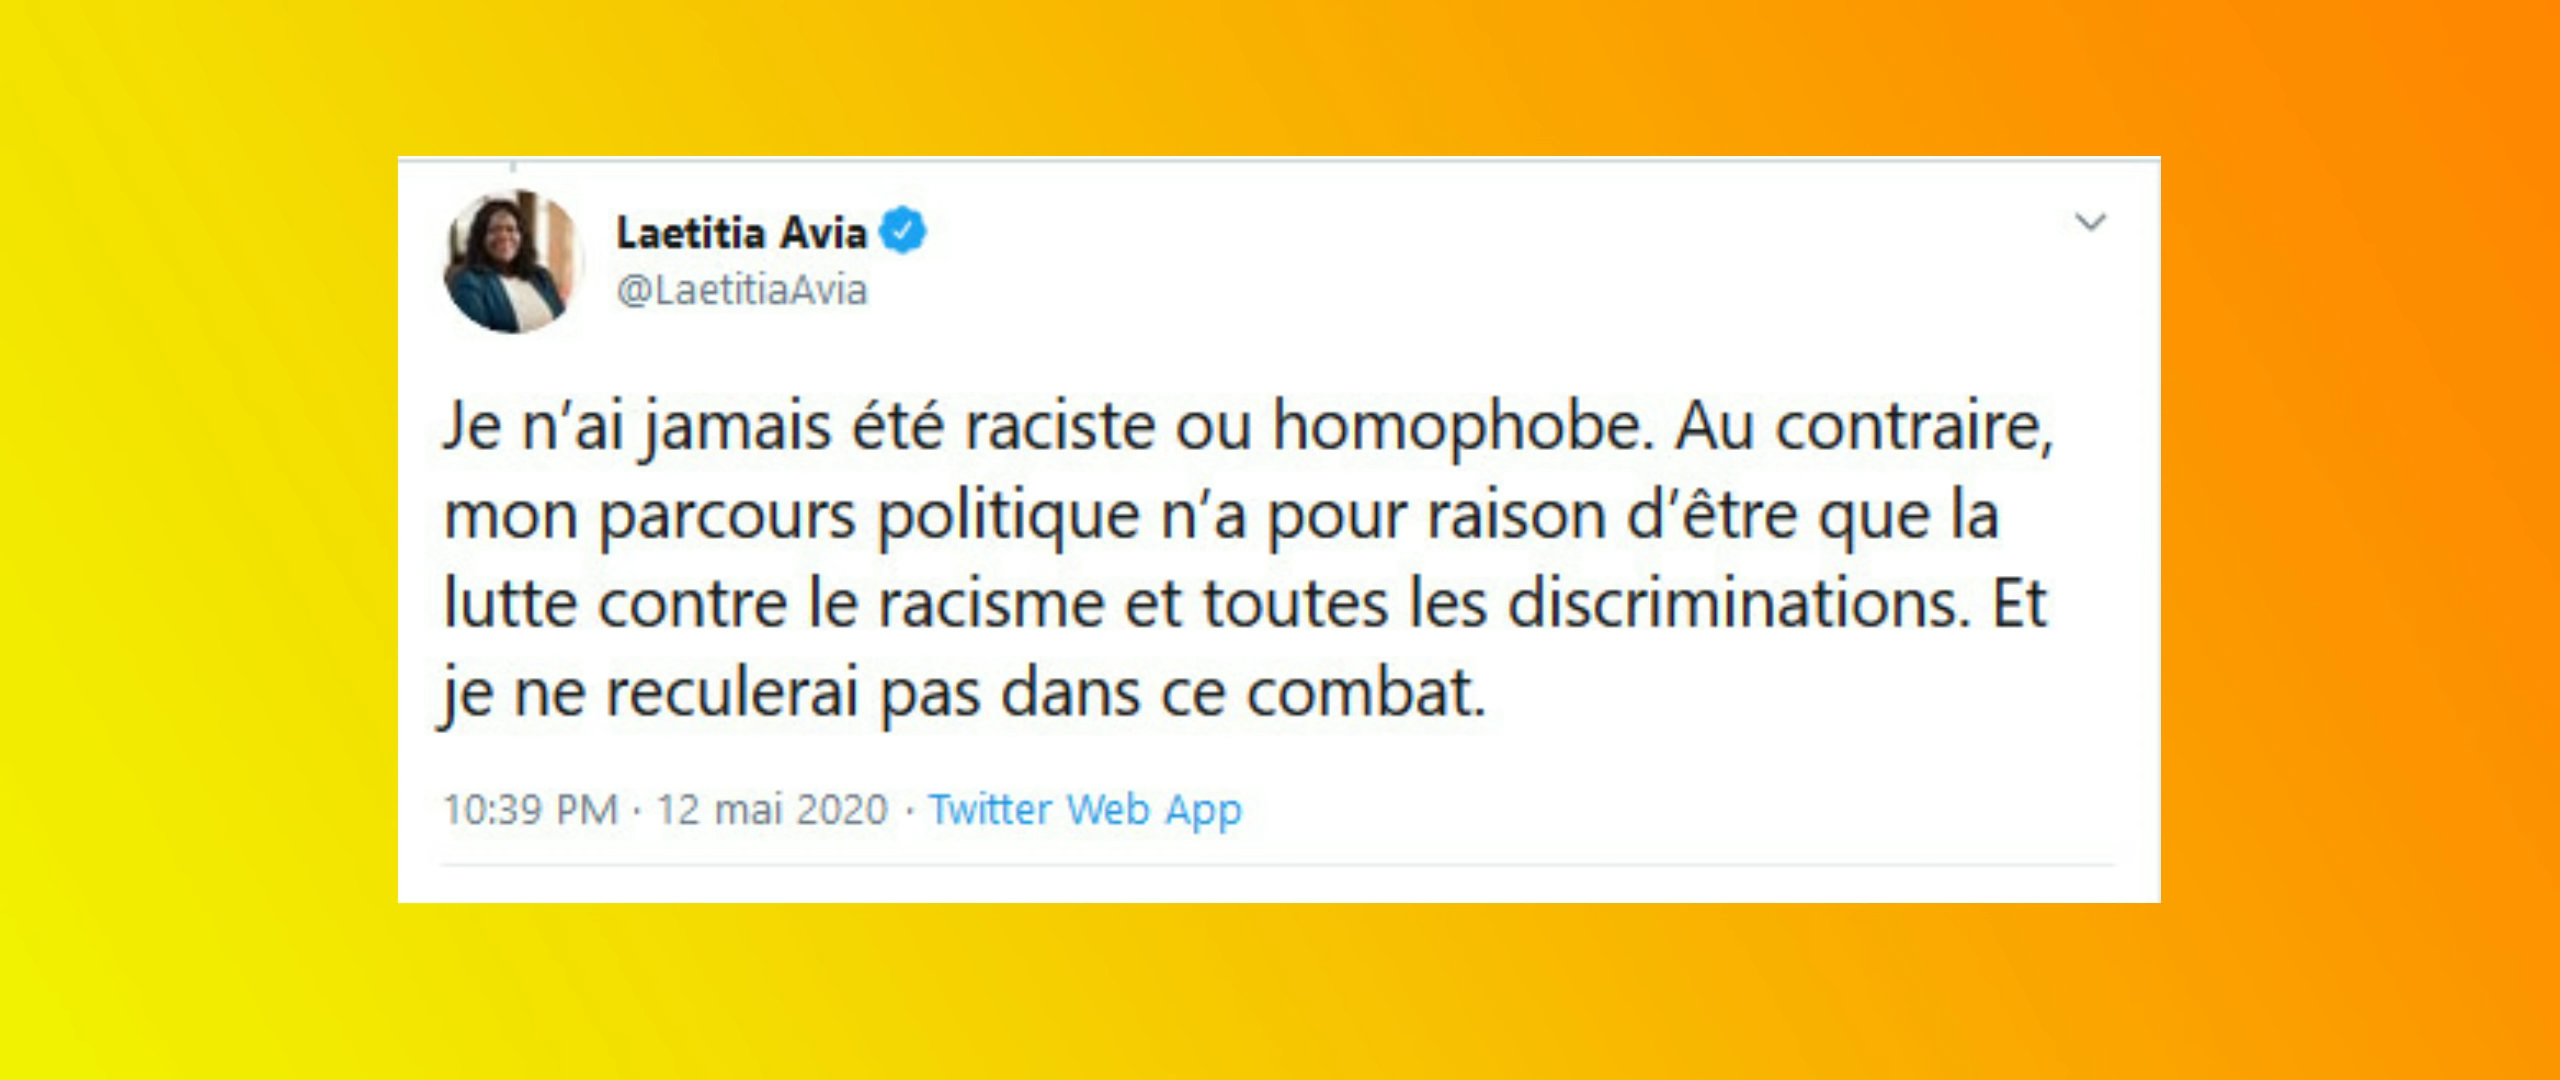 Laetitia Avia
@LaetitiaAvia
Je n’ai jamais été raciste ou homophobe. Au contraire,
mon parcours politique n’a pour raison d’être que la
lutte contre le racisme et toutes les discriminations. Et
je ne reculerai pas dans ce combat.
10:39 PM · 12 mai 2020 · Twitter Web App